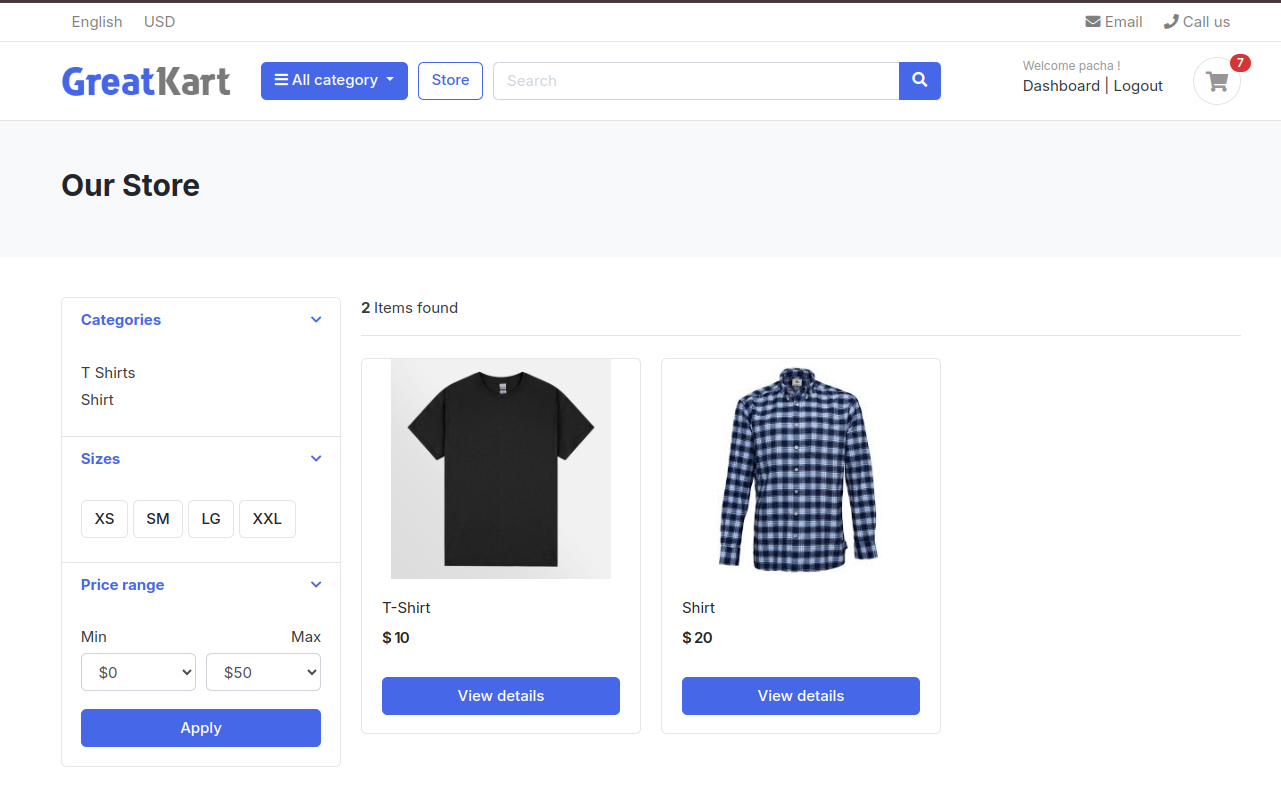 English USD Email Call us
GreatKart All category Store Search Welcome pacha ! 7
Dashboard | Logout
Our Store
Categories
T Shirts
Shirt
Sizes
XS SM LG XXL
Price range
Min Max
$0 $50
Apply
2 Items found
T-Shirt
$ 10
View details
Shirt
$ 20
View details